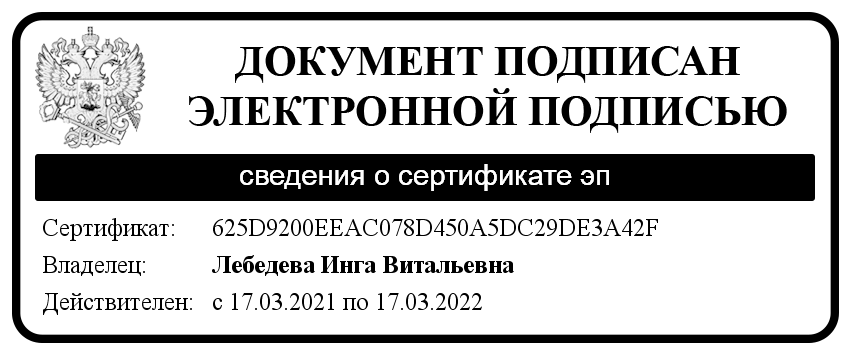 ДОКУМЕНТ ПОДПИСАН
ЭЛЕКТРОННОЙ ПОДПИСЬЮ
сведения о сертификате эп
Сертификат: 625D9200EEAC078D450A5DC29DE3A42F
Владелец: Лебедева Инга Витальевна
Действителен: с 17.03.2021 по 17.03.2022